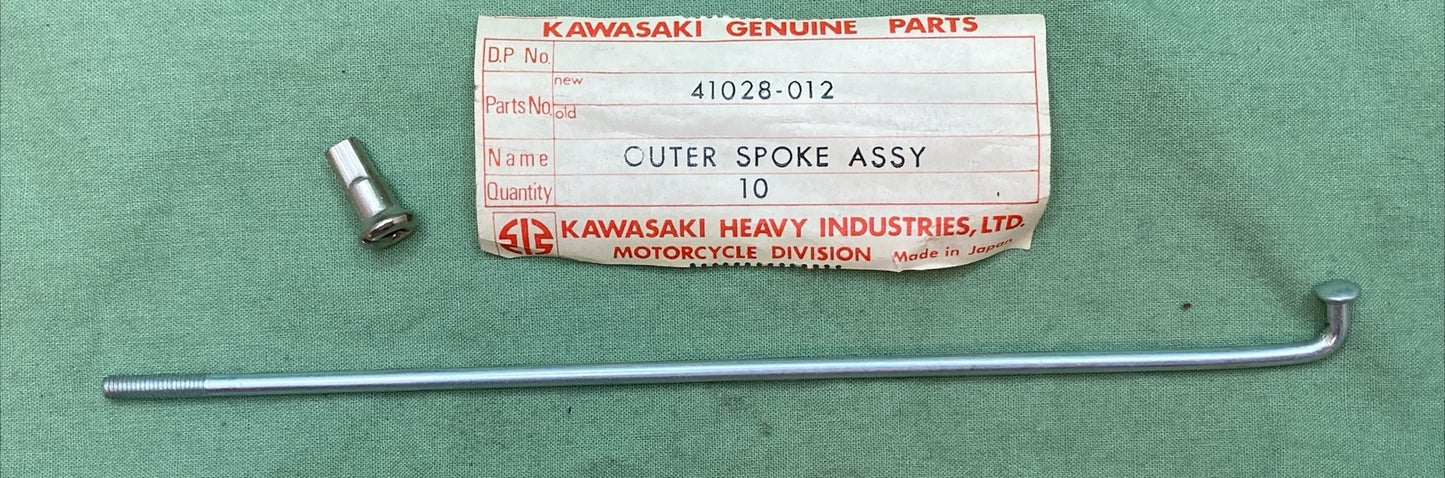 KAWASAKI GENUINE PARTS
D.P No.
Parts No. new 41028-012
old
Name OUTER SPOKE ASSY
Quantity 10
KAWASAKI HEAVY INDUSTRIES, LTD.
MOTORCYCLE DIVISION Made in Japan